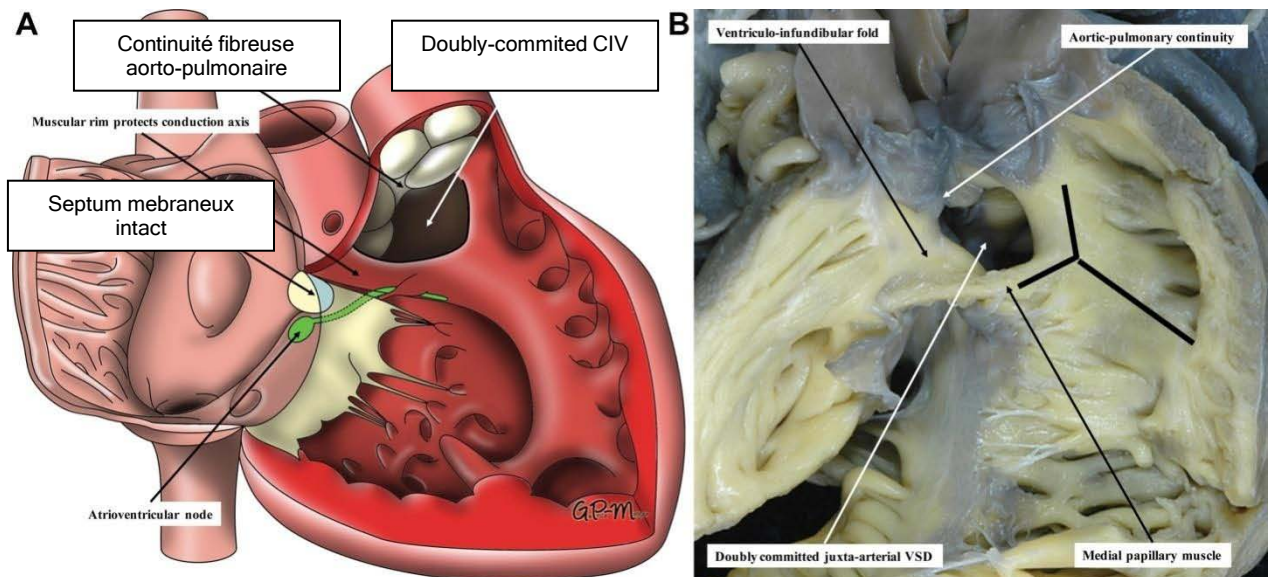 A
Continuité fibreuse
aorto-pulmonaire
Doubly-commited CIV
Muscular rim protects conduction axis
Septum mebraneux
intact
Atrioventricular node
G.P-M
B
Ventriculo-infundibular fold
Aortic-pulmonary continuity
Doubly committed juxta-arterial VSD
Medial papillary muscle